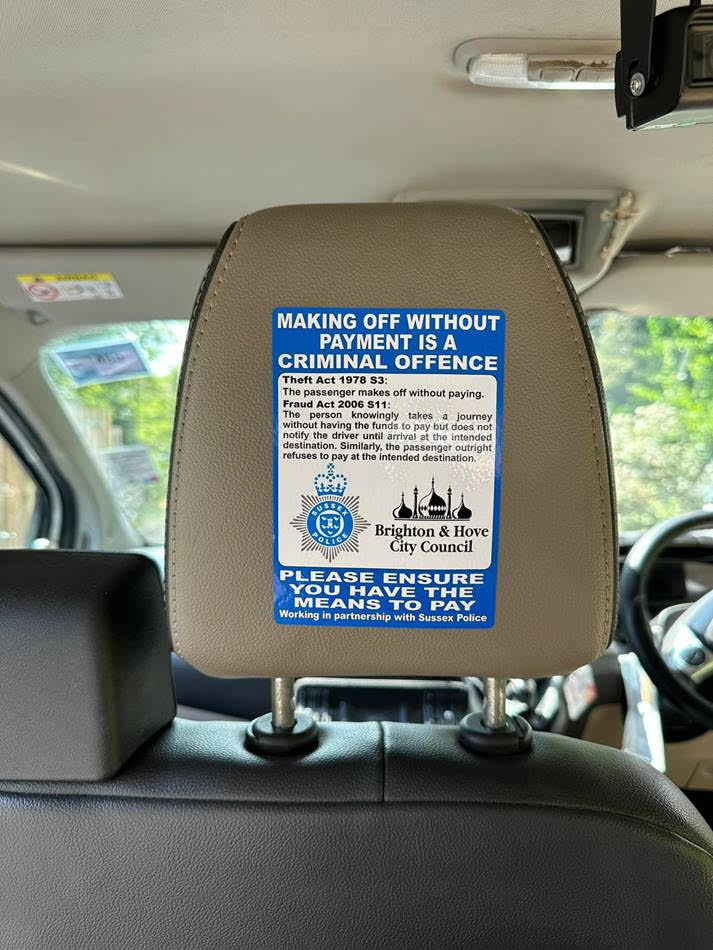 MAKING OFF WITHOUT
PAYMENT IS A
CRIMINAL OFFENCE
Theft Act 1978 S3:
The passenger makes off without paying.
Fraud Act 2006 S11:
The person knowingly takes a journey
without having the funds to pay but does not
notify the driver until arrival at the intended
destination. Similarly, the passenger outright
refuses to pay at the intended destination.
SUSSEX
POLICE
Brighton & Hove
City Council
PLEASE ENSURE
YOU HAVE THE
MEANS TO PAY
Working in partnership with Sussex Police